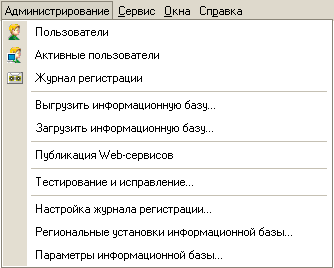 Администрирование Сервис Окна Справка
Пользователи
Активные пользователи
Журнал регистрации
Выгрузить информационную базу...
Загрузить информационную базу...
Публикация Web-сервисов
Тестирование и исправление...
Настройка журнала регистрации...
Региональные установки информационной базы...
Параметры информационной базы...